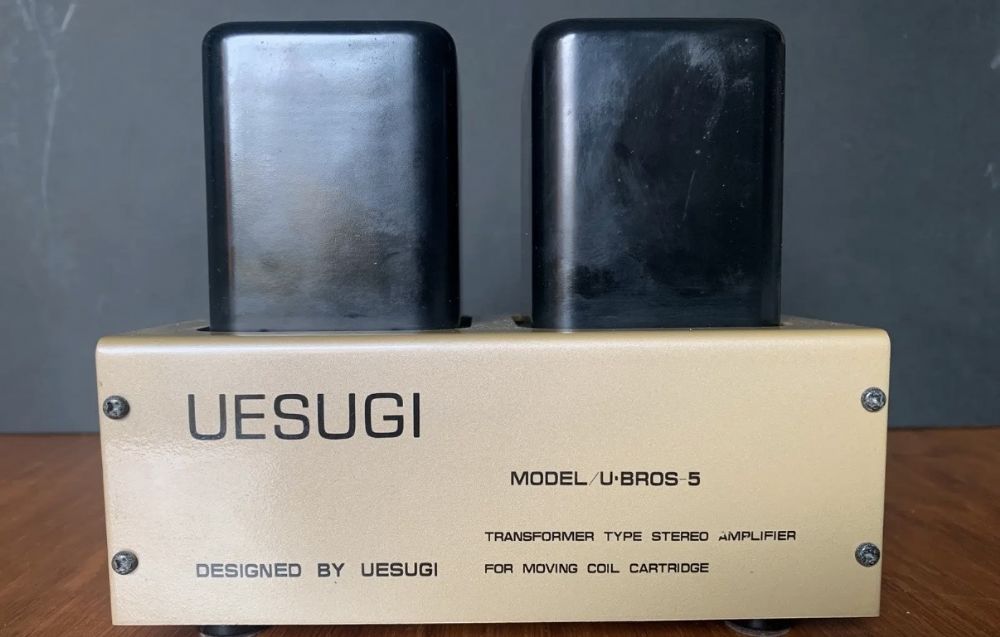 UESUGI
MODEL/U·BROS-5
TRANSFORMER TYPE STEREO AMPLIFIER
FOR MOVING COIL CARTRIDGE
DESIGNED BY UESUGI